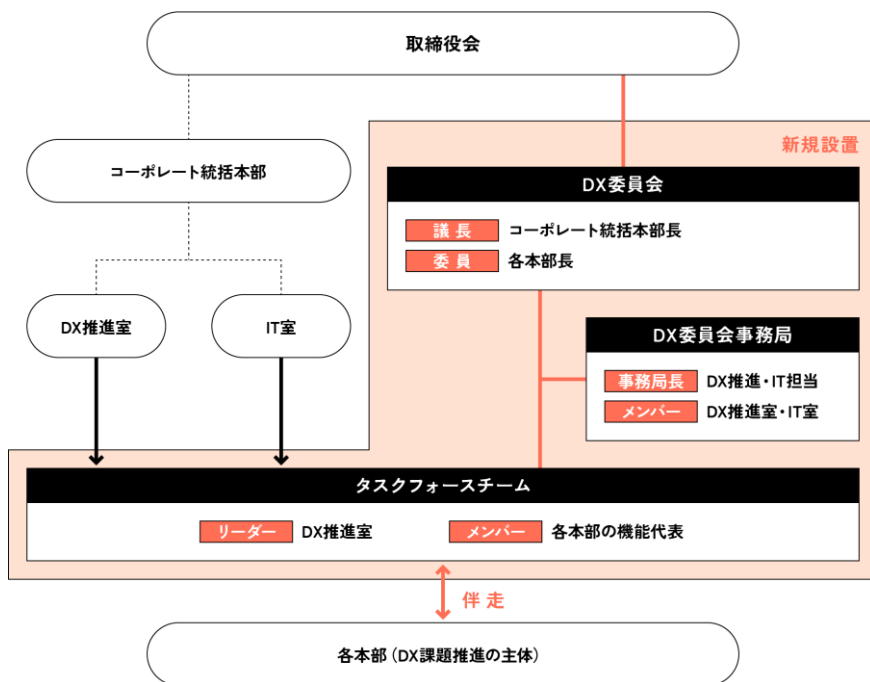 取締役会
新規設置
コーポレート統括本部
DX委員会
議長 コーポレート統括本部長
委員 各本部長
DX推進室
IT室
DX委員会事務局
事務局長 DX推進・IT担当
メンバー DX推進室・IT室
タスクフォースチーム
リーダー DX推進室 メンバー 各本部の機能代表
伴走
各本部（DX課題推進の主体）